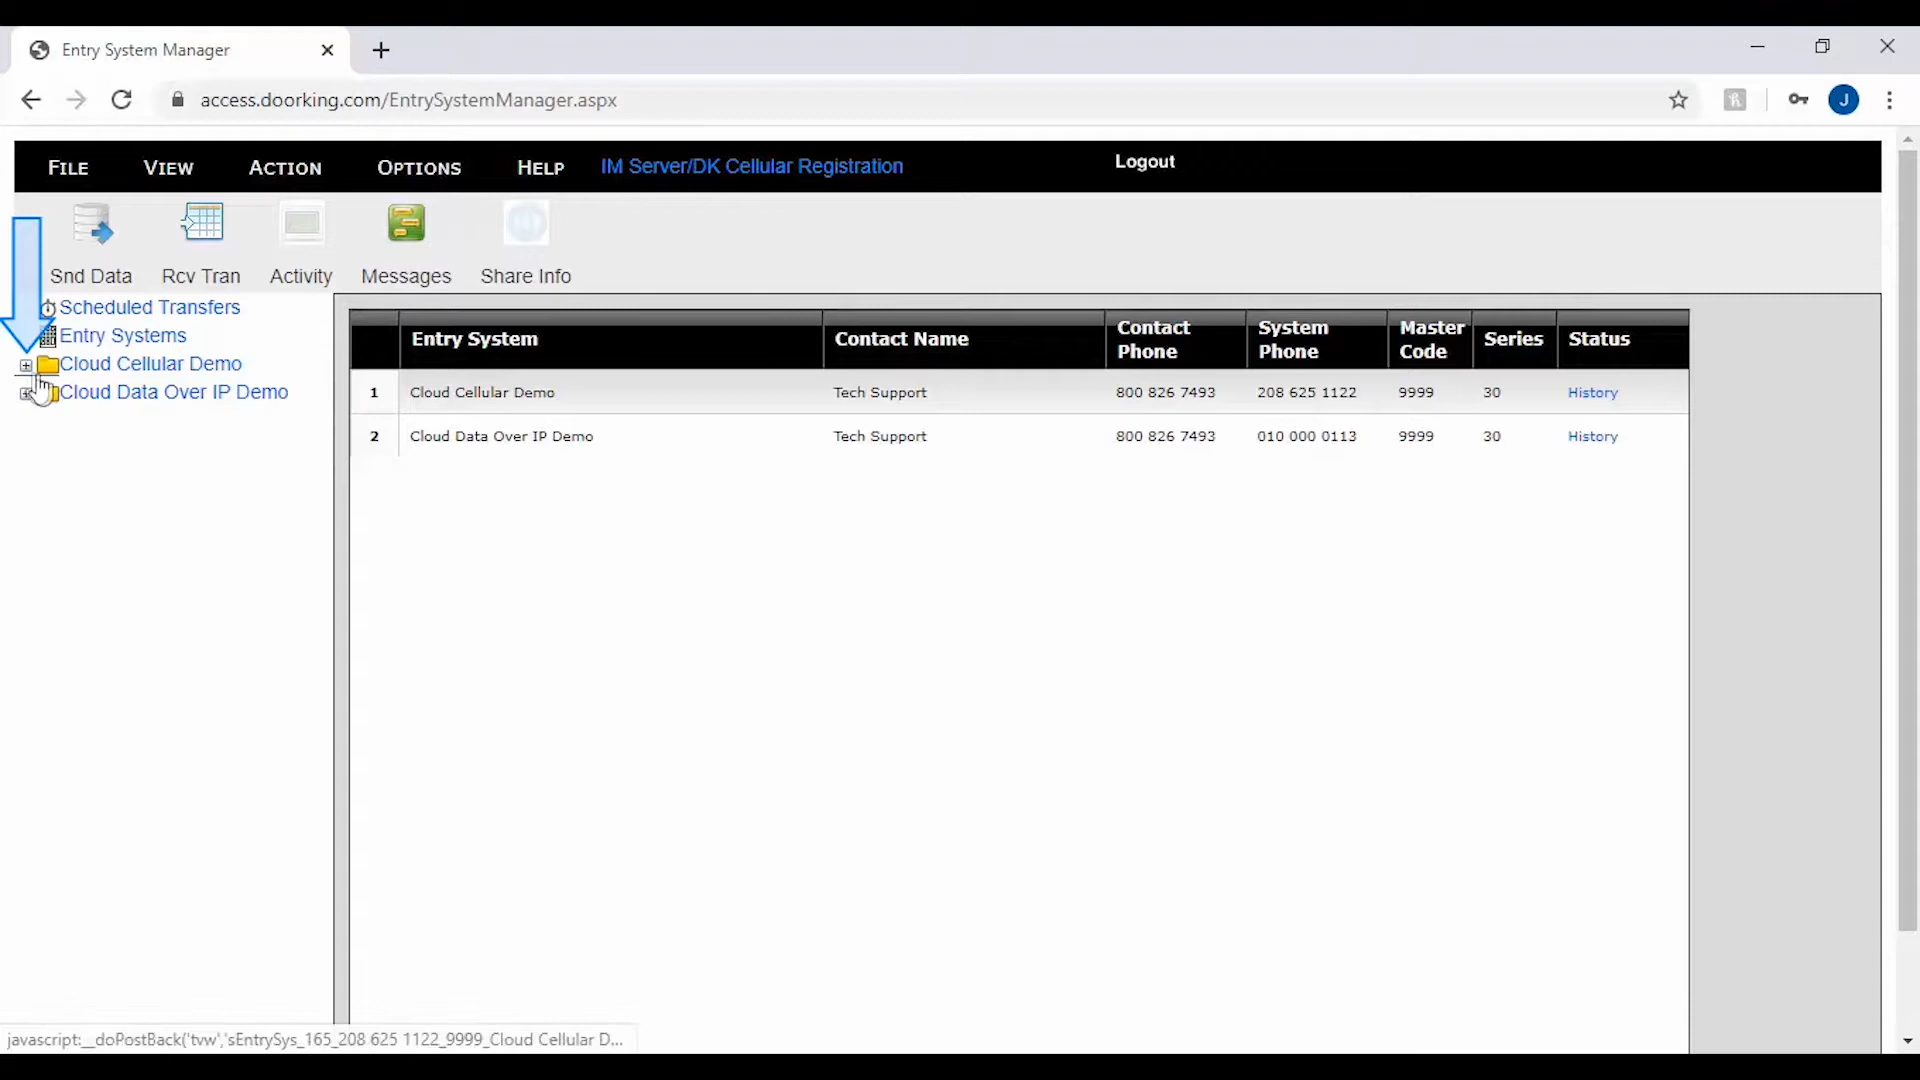 Entry System Manager
access.doorking.com/EntrySystemManager.aspx
J
FILE VIEW ACTION OPTIONS HELP IM Server/DK Cellular Registration Logout
Snd Data Rcv Tran Activity Messages Share Info
Scheduled Transfers
Entry Systems
Cloud Cellular Demo
Cloud Data Over IP Demo
Entry System Contact Name Contact Phone System Phone Master Code Series Status
1 Cloud Cellular Demo Tech Support 800 826 7493 208 625 1122 9999 30 History
2 Cloud Data Over IP Demo Tech Support 800 826 7493 010 000 0113 9999 30 History
javascript:__doPostBack('tvw','sEntrySys_165_208 625 1122_9999_Cloud Cellular D...